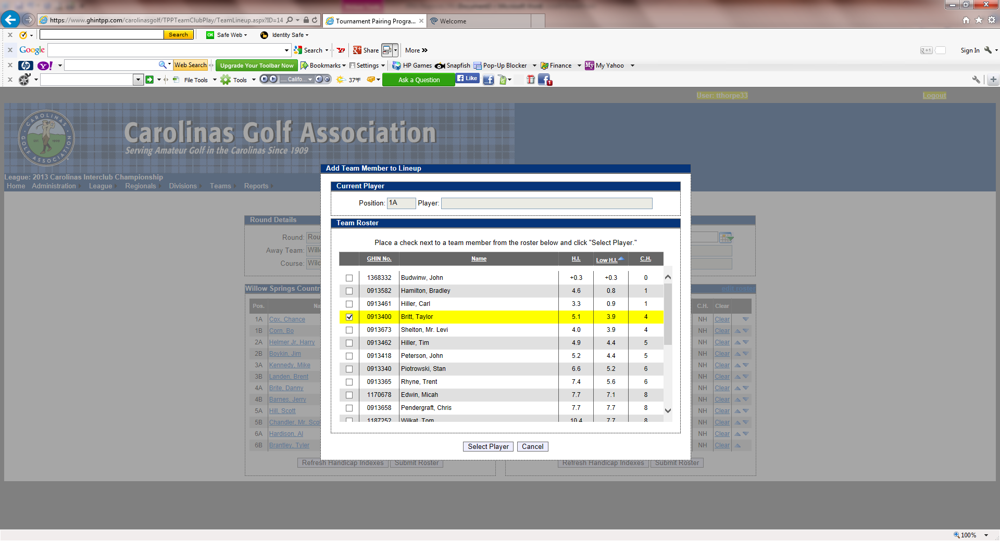 https://www.ghintpp.com/carolinasgolf/TPPTeamClubPlay/TeamLineup.aspx?ID=14
Tournament Pairing Progra...
Welcome
Search
OK Safe Web
Identity Safe
Google
Search
Share
More »
g+1
Sign In
hp Y!
Web Search
Upgrade Your Toolbar Now
Bookmarks
Settings
HP Games
Snapfish
Pop-Up Blocker
Finance
My My Yahoo
File Tools
Tools
...... Califo...
37°F
Ask a Question
Like
1
User: tthorpe33
Logout
CAROLINAS GOLF ASSOCIATION
EST. 1909
Carolinas Golf Association
Serving Amateur Golf in the Carolinas Since 1909
League: 2013 Carolinas Interclub Championship
Home Administration League Regionals Divisions Teams Reports
Add Team Member to Lineup
Current Player
Position: 1A Player:
Team Roster
Place a check next to a team member from the roster below and click "Select Player."
GHIN No. Name H.I. Low H.I. C.H.
1368332 Budwinw, John +0.3 +0.3 0
0913582 Hamilton, Bradley 4.6 0.8 1
0913461 Hiller, Carl 3.3 0.9 1
0913400 Britt, Taylor 5.1 3.9 4
0913673 Shelton, Mr. Levi 4.0 3.9 4
0913462 Hiller, Tim 4.9 4.4 5
0913418 Peterson, John 5.2 4.4 5
0913340 Piotrowski, Stan 6.6 5.2 6
0913365 Rhyne, Trent 7.4 5.6 6
1170678 Edwin, Micah 7.7 7.1 8
0913658 Pendergraft, Chris 7.7 7.7 8
1187252 Wilkat, Tom 10.4 7.7 8
Select Player Cancel
Round Details
Round: Rou
Away Team: Will
Course: Wild
Willow Springs Countr
edit roster
Pos. Na
1A Cox, Chance
1B Corn, Bo
2A Helmer Jr, Harry
2B Boykin, Jim
3A Kennedy, Mike
3B Landen, Brent
4A Brite, Danny
4B Barnes, Jerry
5A Hill, Scott
5B Chandler, Mr. Sco
6A Hardison, Al
6B Brantley, Tyler
Refresh Handicap Indexes Submit Roster
C.H. Clear
NH Clear
NH Clear
NH Clear
NH Clear
NH Clear
NH Clear
NH Clear
NH Clear
NH Clear
NH Clear
NH Clear
NH Clear
Refresh Handicap Indexes Submit Roster
100%